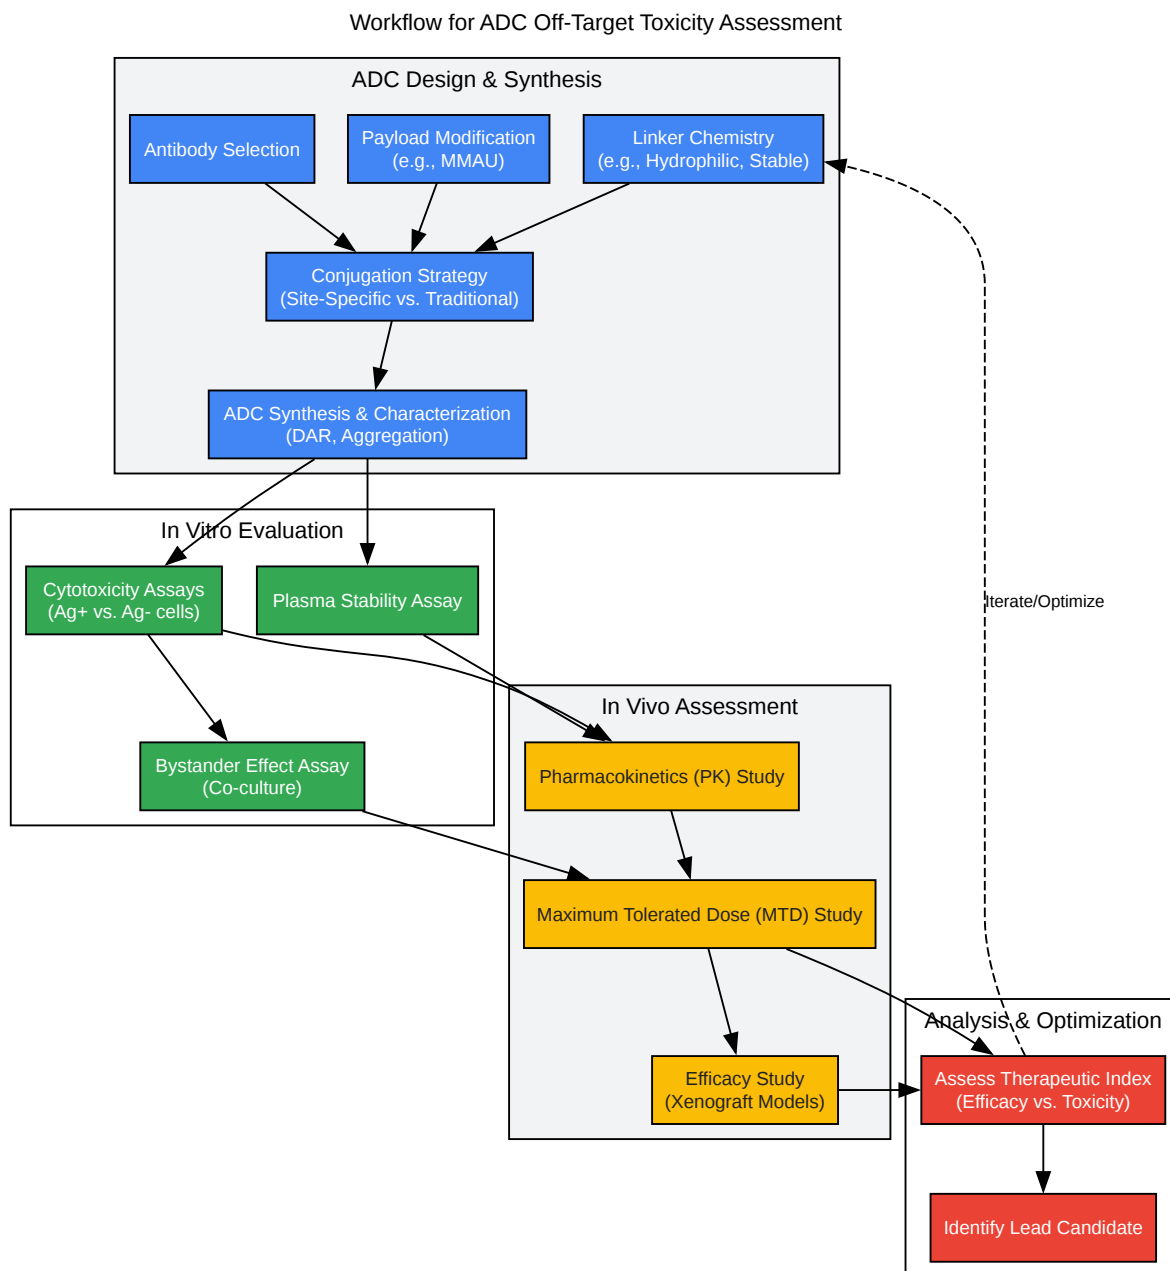 Workflow for ADC Off-Target Toxicity Assessment
ADC Design & Synthesis
Antibody Selection
Payload Modification
(e.g., MMAU)
Linker Chemistry
(e.g., Hydrophilic, Stable)
Conjugation Strategy
(Site-Specific vs. Traditional)
ADC Synthesis & Characterization
(DAR, Aggregation)
In Vitro Evaluation
Cytotoxicity Assays
(Ag+ vs. Ag- cells)
Plasma Stability Assay
Iterate/Optimize
In Vivo Assessment
Bystander Effect Assay
(Co-culture)
Pharmacokinetics (PK) Study
Maximum Tolerated Dose (MTD) Study
Analysis & Optimization
Efficacy Study
(Xenograft Models)
Assess Therapeutic Index
(Efficacy vs. Toxicity)
Identify Lead Candidate